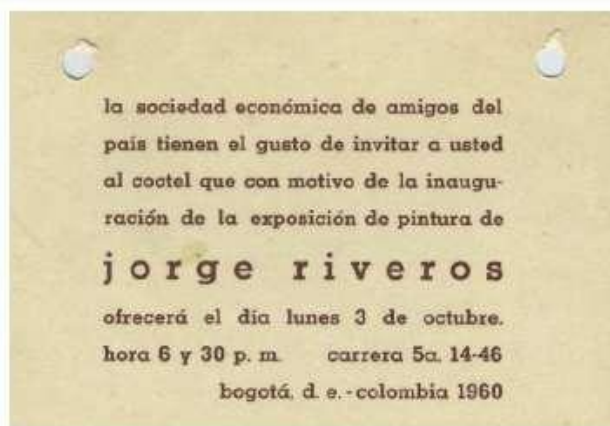 la sociedad económica de amigos del
país tienen el gusto de invitar a usted
al coctel que con motivo de la inaugu-
ración de la exposición de pintura de
jorge riveros
ofrecerá el día lunes 3 de octubre.
hora 6 y 30 p. m. carrera 5a. 14-46
bogotá, d. e. - colombia 1960